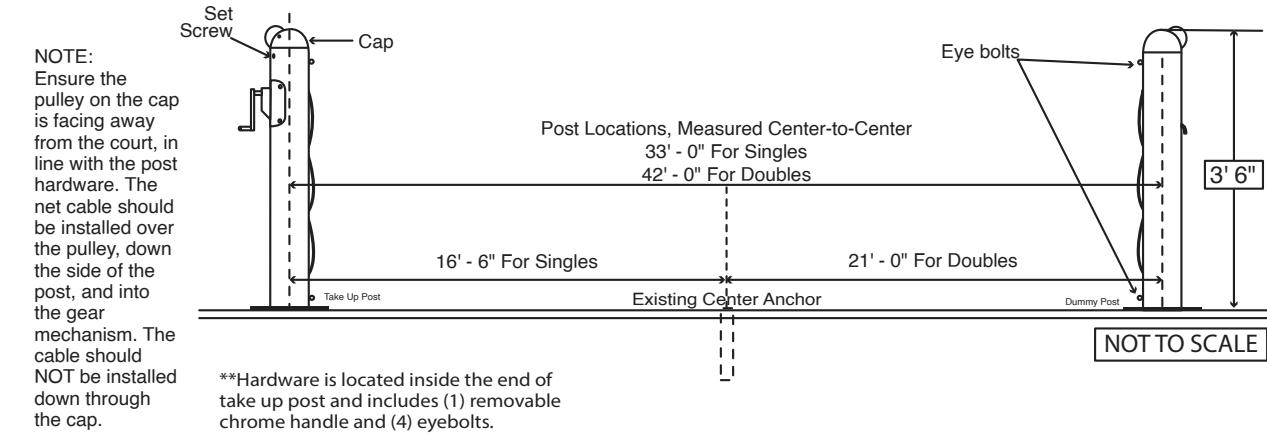 Set
Screw
Cap
NOTE:
Ensure the
pulley on the cap
is facing away
from the court, in
line with the post
hardware. The
net cable should
be installed over
the pulley, down
the side of the
post, and into
the gear
mechanism. The
cable should
NOT be installed
down through
the cap.
Eye bolts
Post Locations, Measured Center-to-Center
33' - 0" For Singles
42' - 0" For Doubles
3' 6"
16' - 6" For Singles
21' - 0" For Doubles
Take Up Post
Existing Center Anchor
Dummy Post
NOT TO SCALE
**Hardware is located inside the end of
take up post and includes (1) removable
chrome handle and (4) eyebolts.